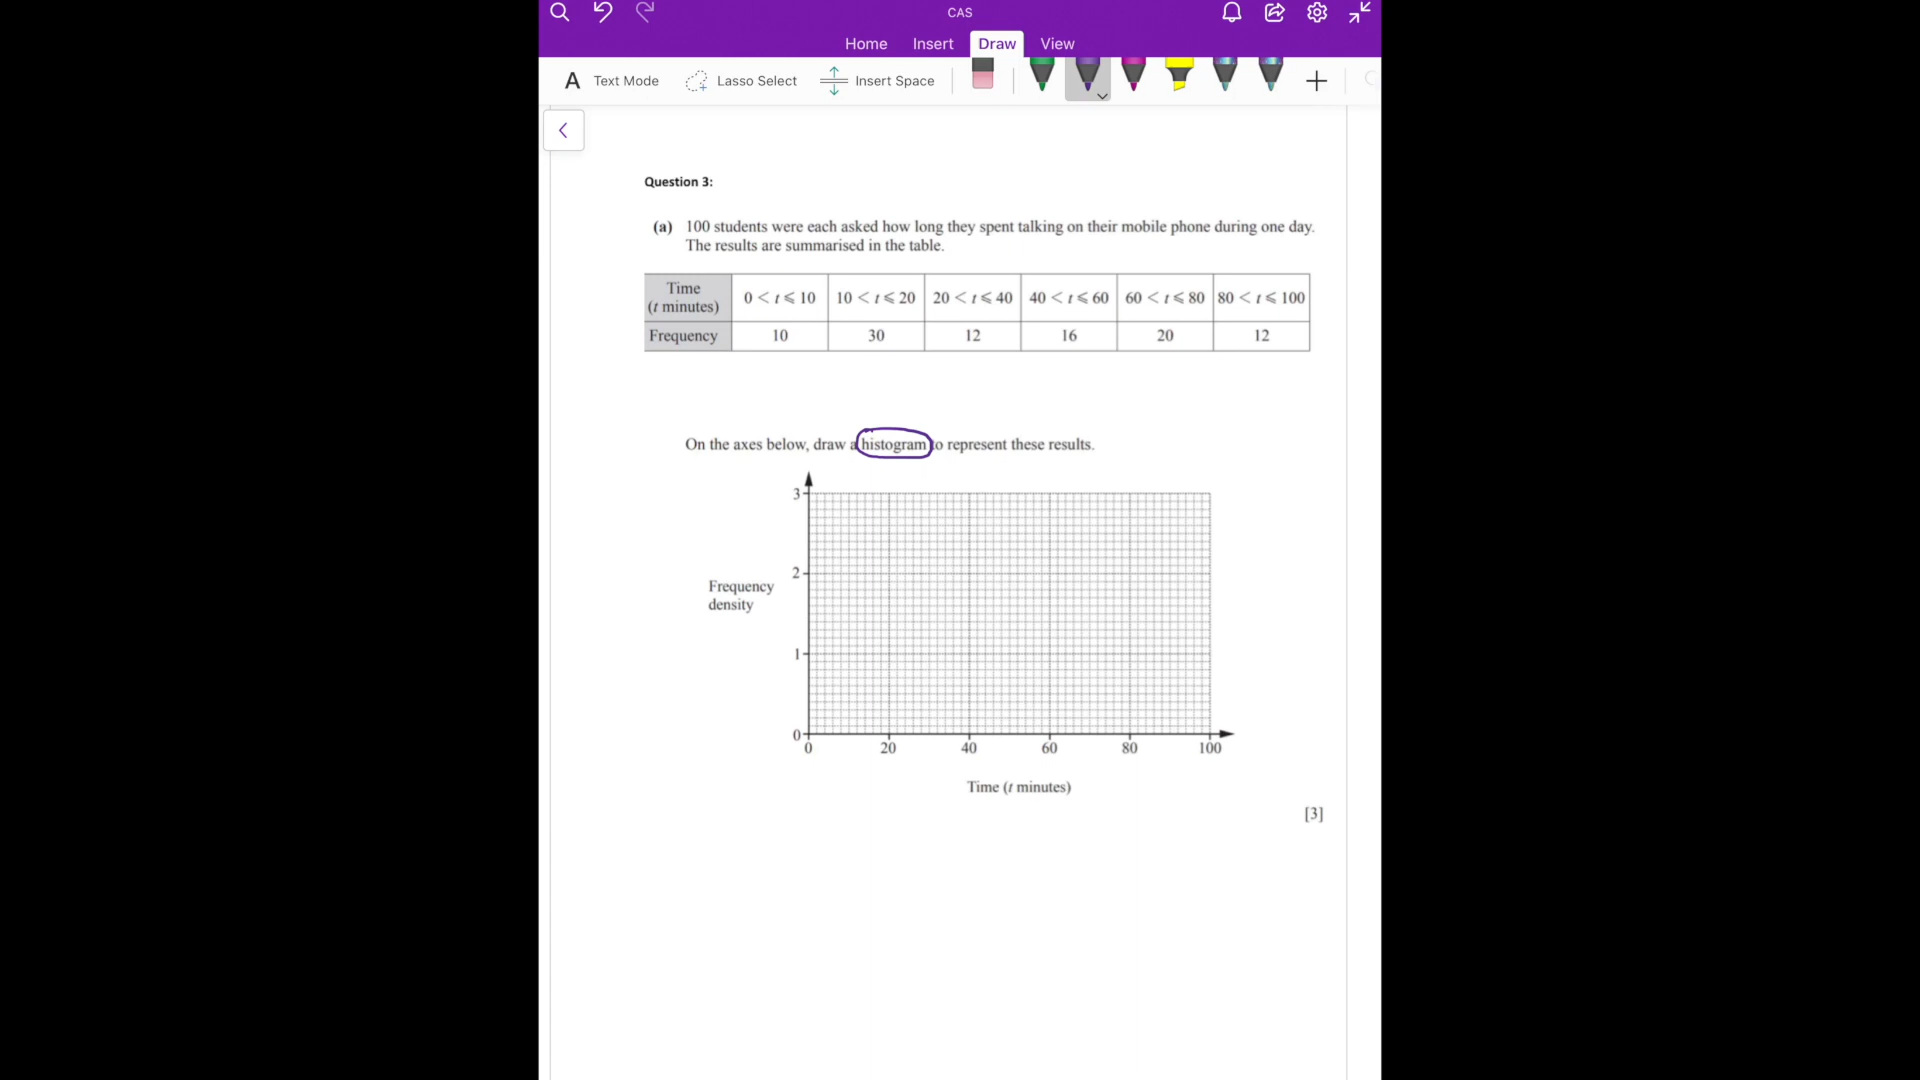 CAS
Home Insert Draw View
A Text Mode Lasso Select Insert Space
Question 3:
(a) 100 students were each asked how long they spent talking on their mobile phone during one day.
The results are summarised in the table.
Time (t minutes) 0 < t ⩽ 10 10 < t ⩽ 20 20 < t ⩽ 40 40 < t ⩽ 60 60 < t ⩽ 80 80 < t ⩽ 100
Frequency 10 30 12 16 20 12
On the axes below, draw a histogram to represent these results.
3
2
Frequency
density
1
0
0 20 40 60 80 100
Time (t minutes)
[3]